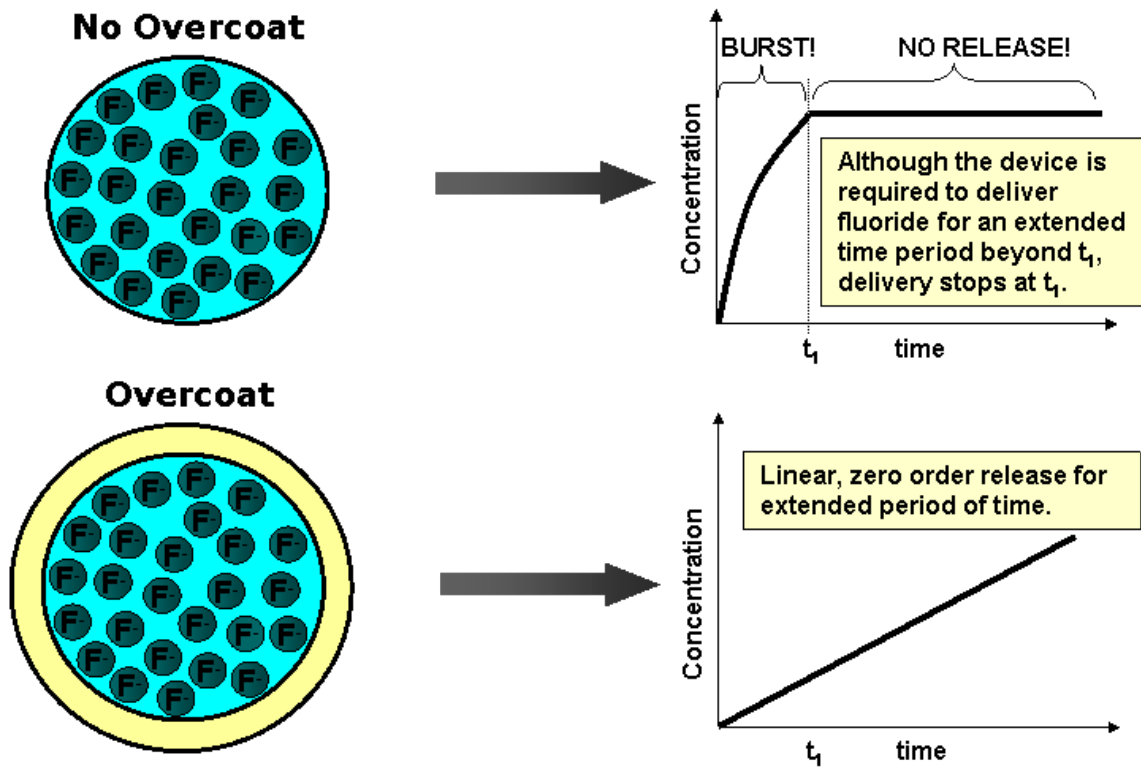 No Overcoat
F- F- F- F-
F-
F- F- F- F- F-
F- F- F- F- F-
F- F- F- F- F-
F- F- F-
F- F- F-
BURST!
NO RELEASE!
Concentration
Although the device is
required to deliver
fluoride for an extended
time period beyond t₁,
delivery stops at t₁.
t₁ time
Overcoat
F- F- F- F-
F-
F- F- F- F- F-
F- F- F- F- F-
F- F- F- F- F-
F- F- F-
F- F- F-
Concentration
Linear, zero order release for
extended period of time.
t₁ time